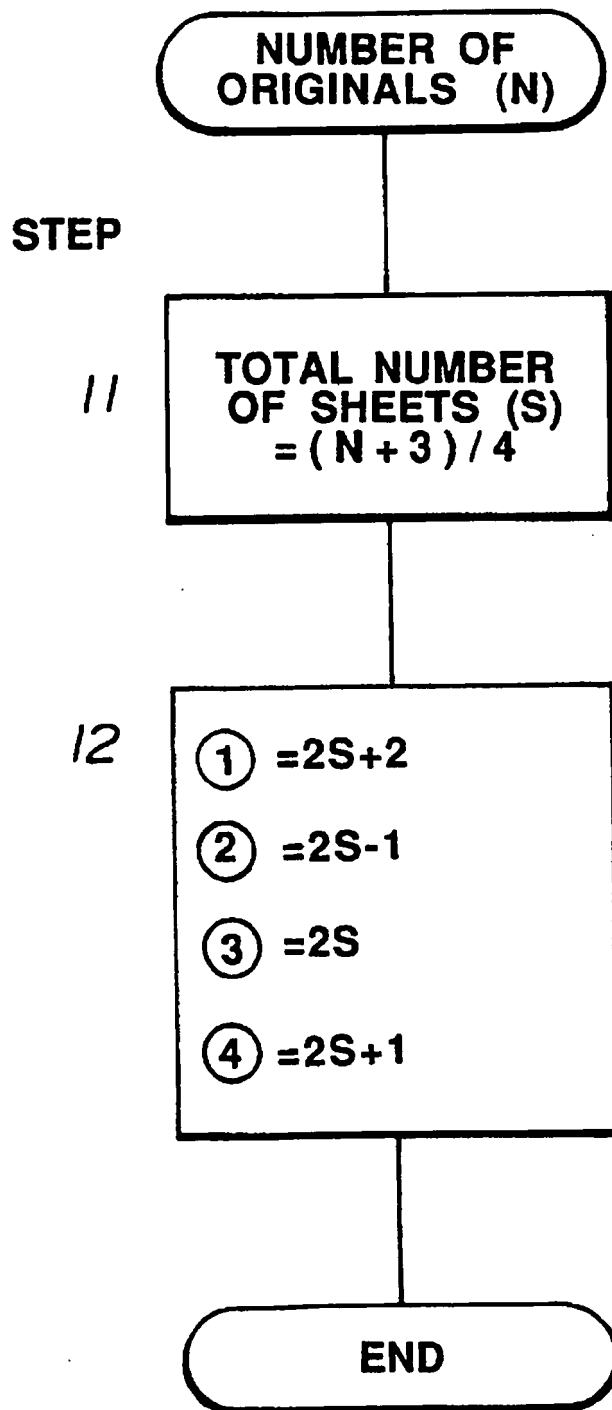 NUMBER OF
ORIGINALS (N)
STEP
11
TOTAL NUMBER
OF SHEETS (S)
= ( N + 3 ) / 4
12
① =2S+2
② =2S-1
③ =2S
④ =2S+1
END